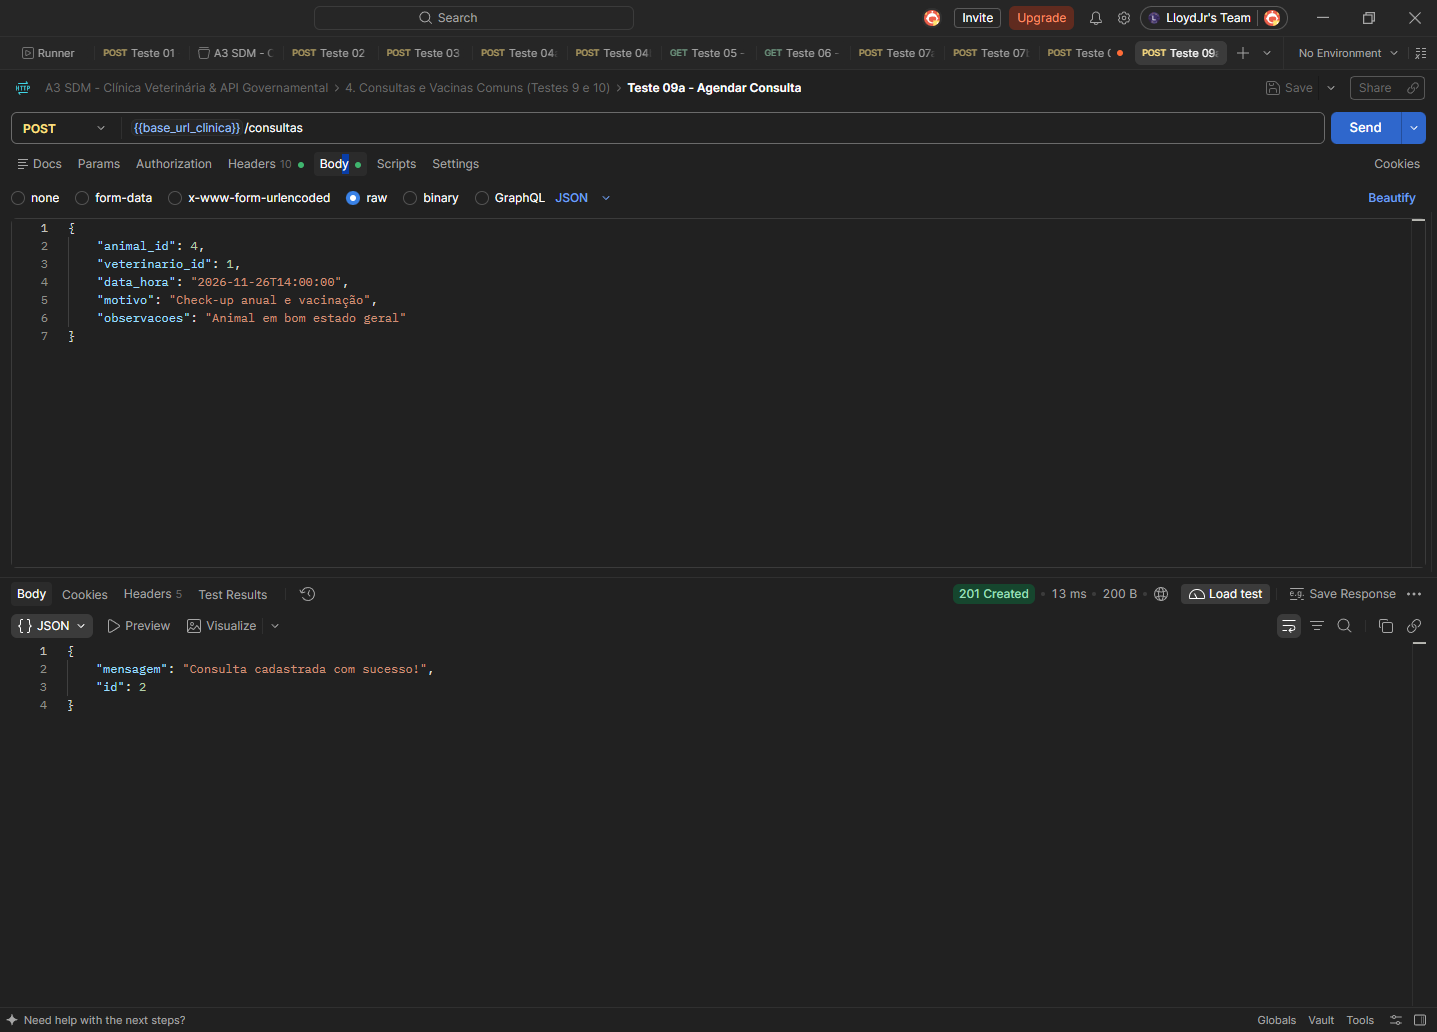 Search
Invite
Upgrade
LloydJr's Team
Runner
POST Teste 01
A3 SDM - C
POST Teste 02
POST Teste 03
POST Teste 04
POST Teste 04
GET Teste 05 -
GET Teste 06 -
POST Teste 07
POST Teste 07
POST Teste (
POST Teste 09
No Environment
HTTP
A3 SDM - Clínica Veterinária & API Governamental > 4. Consultas e Vacinas Comuns (Testes 9 e 10) > Teste 09a - Agendar Consulta
Save
Share
POST
{{base_url_clinica}} /consultas
Send
Docs
Params
Authorization
Headers 10
Body
Scripts
Settings
Cookies
none
form-data
x-www-form-urlencoded
raw
binary
GraphQL
JSON
Beautify
1 {
2 "animal_id": 4,
3 "veterinario_id": 1,
4 "data_hora": "2026-11-26T14:00:00",
5 "motivo": "Check-up anual e vacinação",
6 "observacoes": "Animal em bom estado geral"
7 }
Body
Cookies
Headers 5
Test Results
201 Created
13 ms
200 B
Load test
e.g. Save Response
{} JSON
Preview
Visualize
1 {
2 "mensagem": "Consulta cadastrada com sucesso!",
3 "id": 2
4 }
Need help with the next steps?
Globals
Vault
Tools